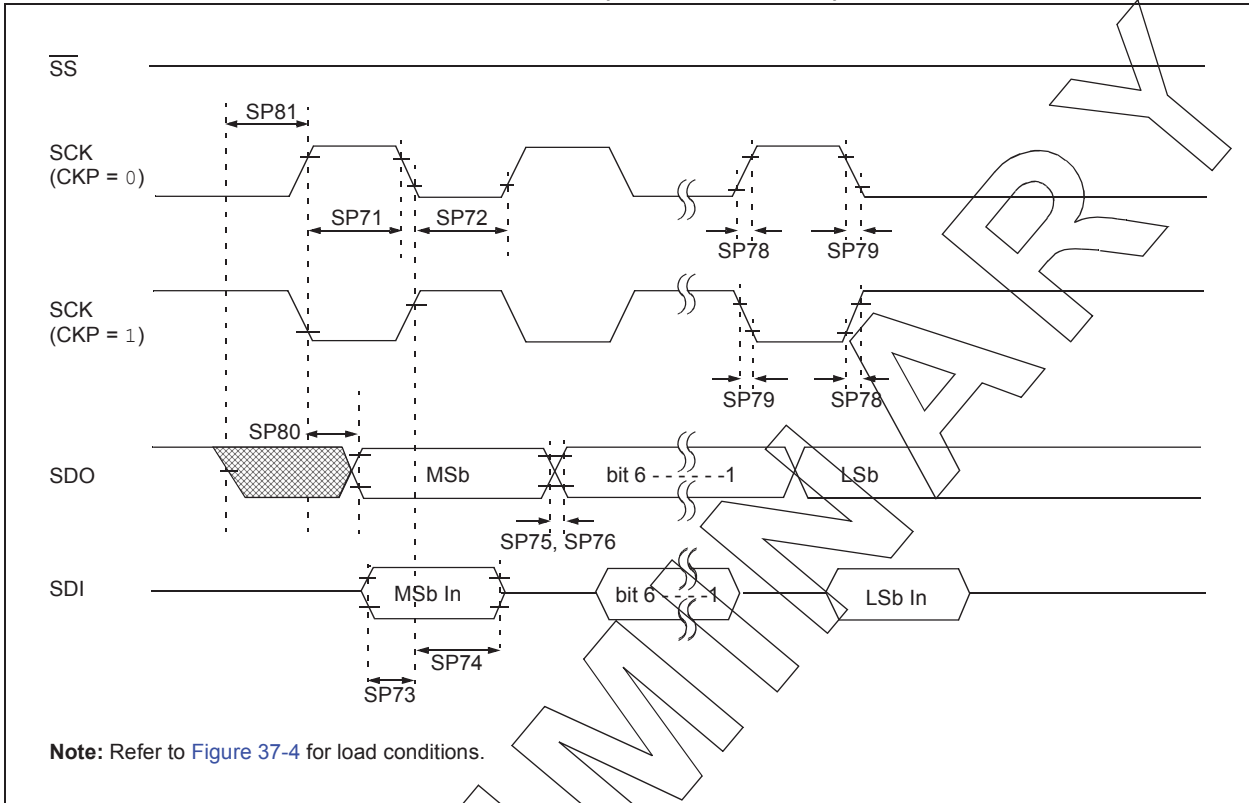 SS
SP81
SCK
(CKP = 0)
SP71
SP72
SP78
SP79
SCK
(CKP = 1)
SP79
SP78
SP80
SDO
MSb
bit 6 - - - - - -1
LSb
SP75, SP76
SDI
MSb In
bit 6 - - - -1
LSb In
SP74
SP73
Note: Refer to Figure 37-4 for load conditions.
MINARY